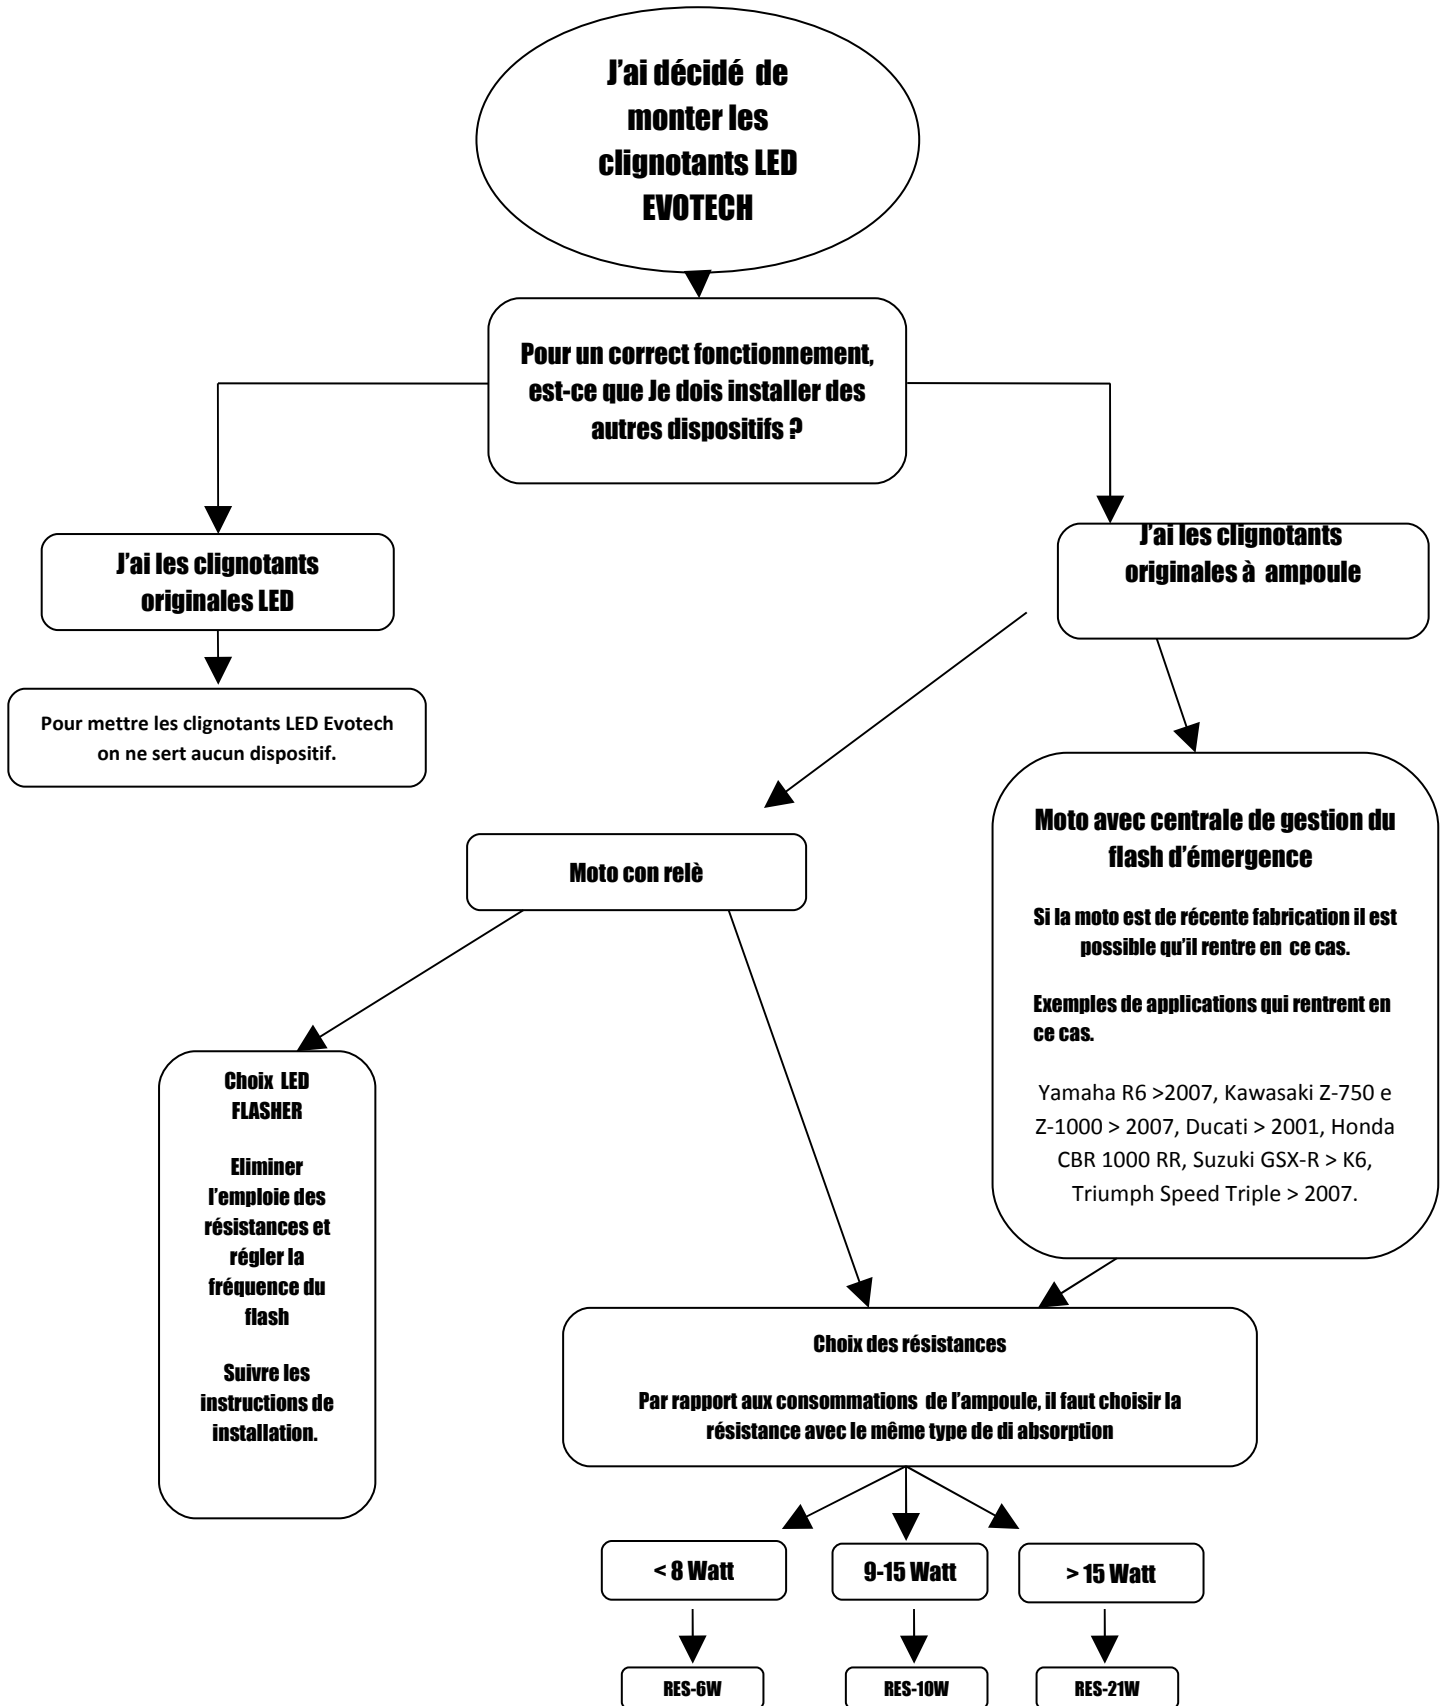 J'ai décidé  de
monter les
clignotants LED
EVOTECH
Pour un correct fonctionnement,
est-ce que Je dois installer des
autres dispositifs ?
J'ai les clignotants
originales LED
J'ai les clignotants
originales à  ampoule
Pour mettre les clignotants LED Evotech
on ne sert aucun dispositif.
Moto con relè
Moto avec centrale de gestion du
flash d'émergence
Si la moto est de récente fabrication il est
possible qu'il rentre en  ce cas.
Exemples de applications qui rentrent en
ce cas.
Yamaha R6 >2007, Kawasaki Z-750 e
Z-1000 > 2007, Ducati > 2001, Honda
CBR 1000 RR, Suzuki GSX-R > K6,
Triumph Speed Triple > 2007.
Choix  LED
FLASHER
Eliminer
l'emploie des
résistances et
régler la
fréquence du
flash
Suivre les
instructions de
installation.
Choix des résistances
Par rapport aux consommations  de l'ampoule, il faut choisir la
résistance avec le même type de di absorption
< 8 Watt
9-15 Watt
> 15 Watt
RES-6W
RES-10W
RES-21W